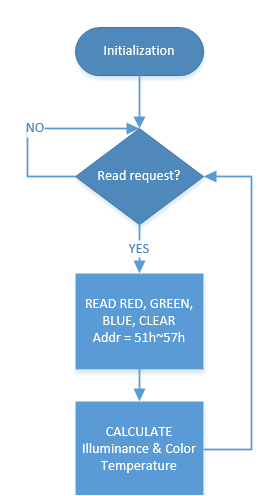 Initialization
NO
Read request?
YES
READ RED, GREEN,
BLUE, CLEAR
Addr = 51h~57h
CALCULATE
Illuminance & Color
Temperature